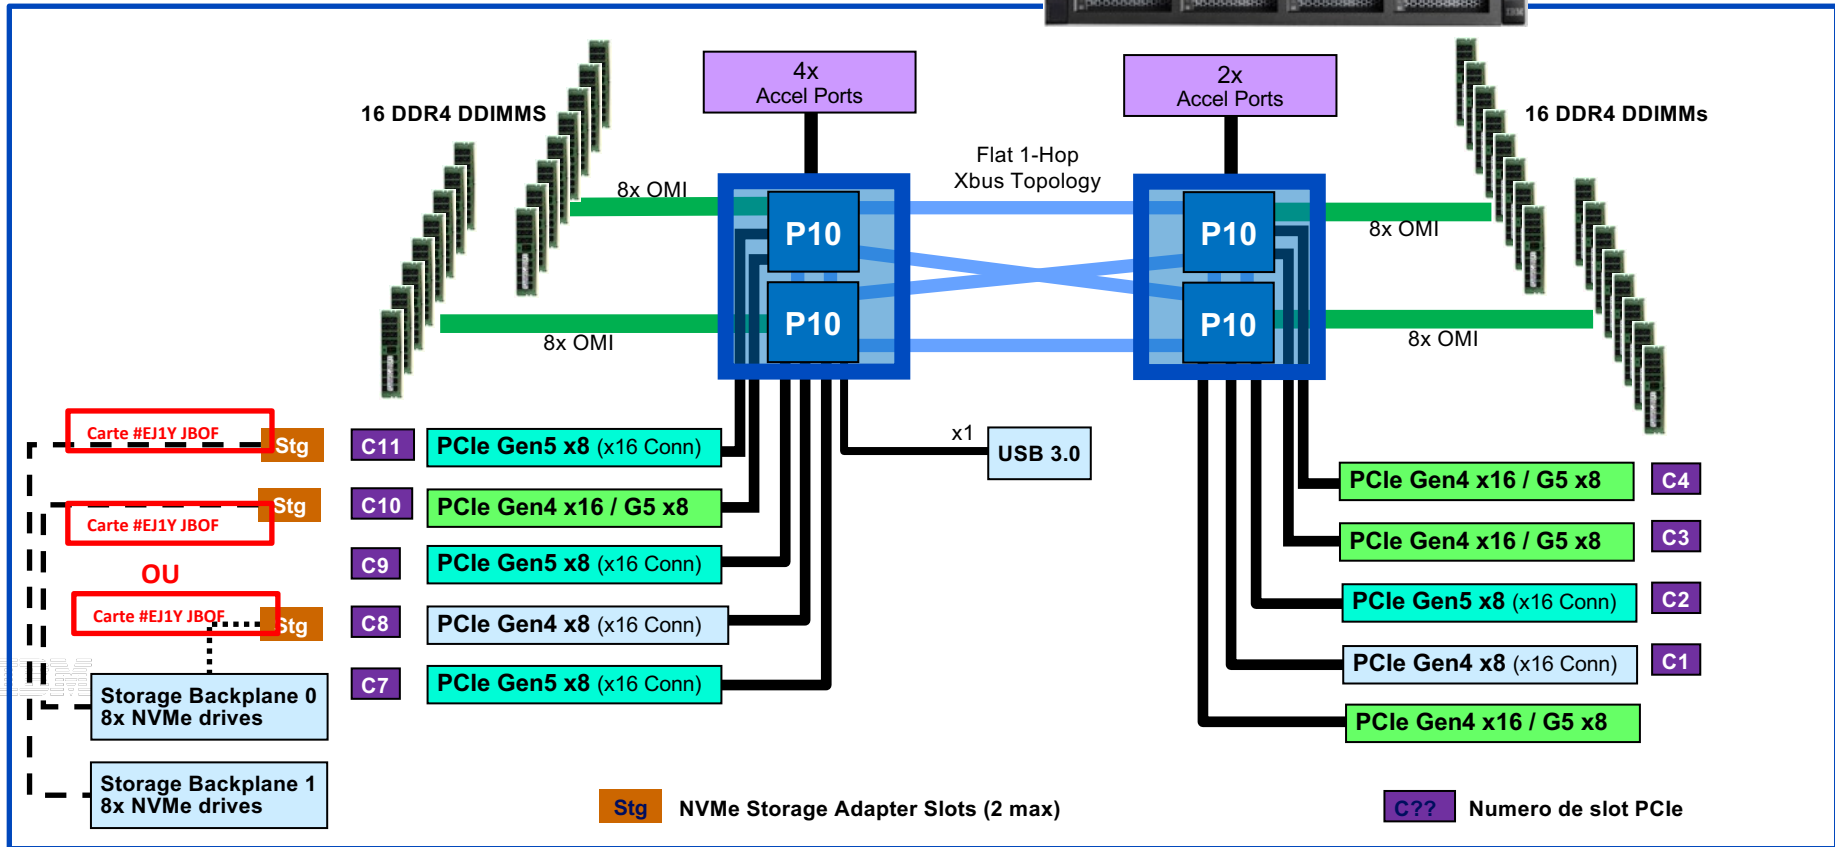 IBM
4x
Accel Ports
2x
Accel Ports
16 DDR4 DDIMMS
16 DDR4 DDIMMs
Flat 1-Hop
Xbus Topology
8x OMI
8x OMI
P10
P10
8x OMI
8x OMI
P10
P10
Carte #EJ1Y JBOF
Stg
C11
PCIe Gen5 x8 (x16 Conn)
x1
USB 3.0
Stg
C10
PCIe Gen4 x16 / G5 x8
Carte #EJ1Y JBOF
C9
PCIe Gen5 x8 (x16 Conn)
OU
Carte #EJ1Y JBOF
Stg
C8
PCIe Gen4 x8 (x16 Conn)
IBM
C7
PCIe Gen5 x8 (x16 Conn)
Storage Backplane 0
8x NVMe drives
Storage Backplane 1
8x NVMe drives
PCIe Gen4 x16 / G5 x8
C4
PCIe Gen4 x16 / G5 x8
C3
PCIe Gen5 x8 (x16 Conn)
C2
PCIe Gen4 x8 (x16 Conn)
C1
PCIe Gen4 x16 / G5 x8
Stg
NVMe Storage Adapter Slots (2 max)
C??
Numero de slot PCIe